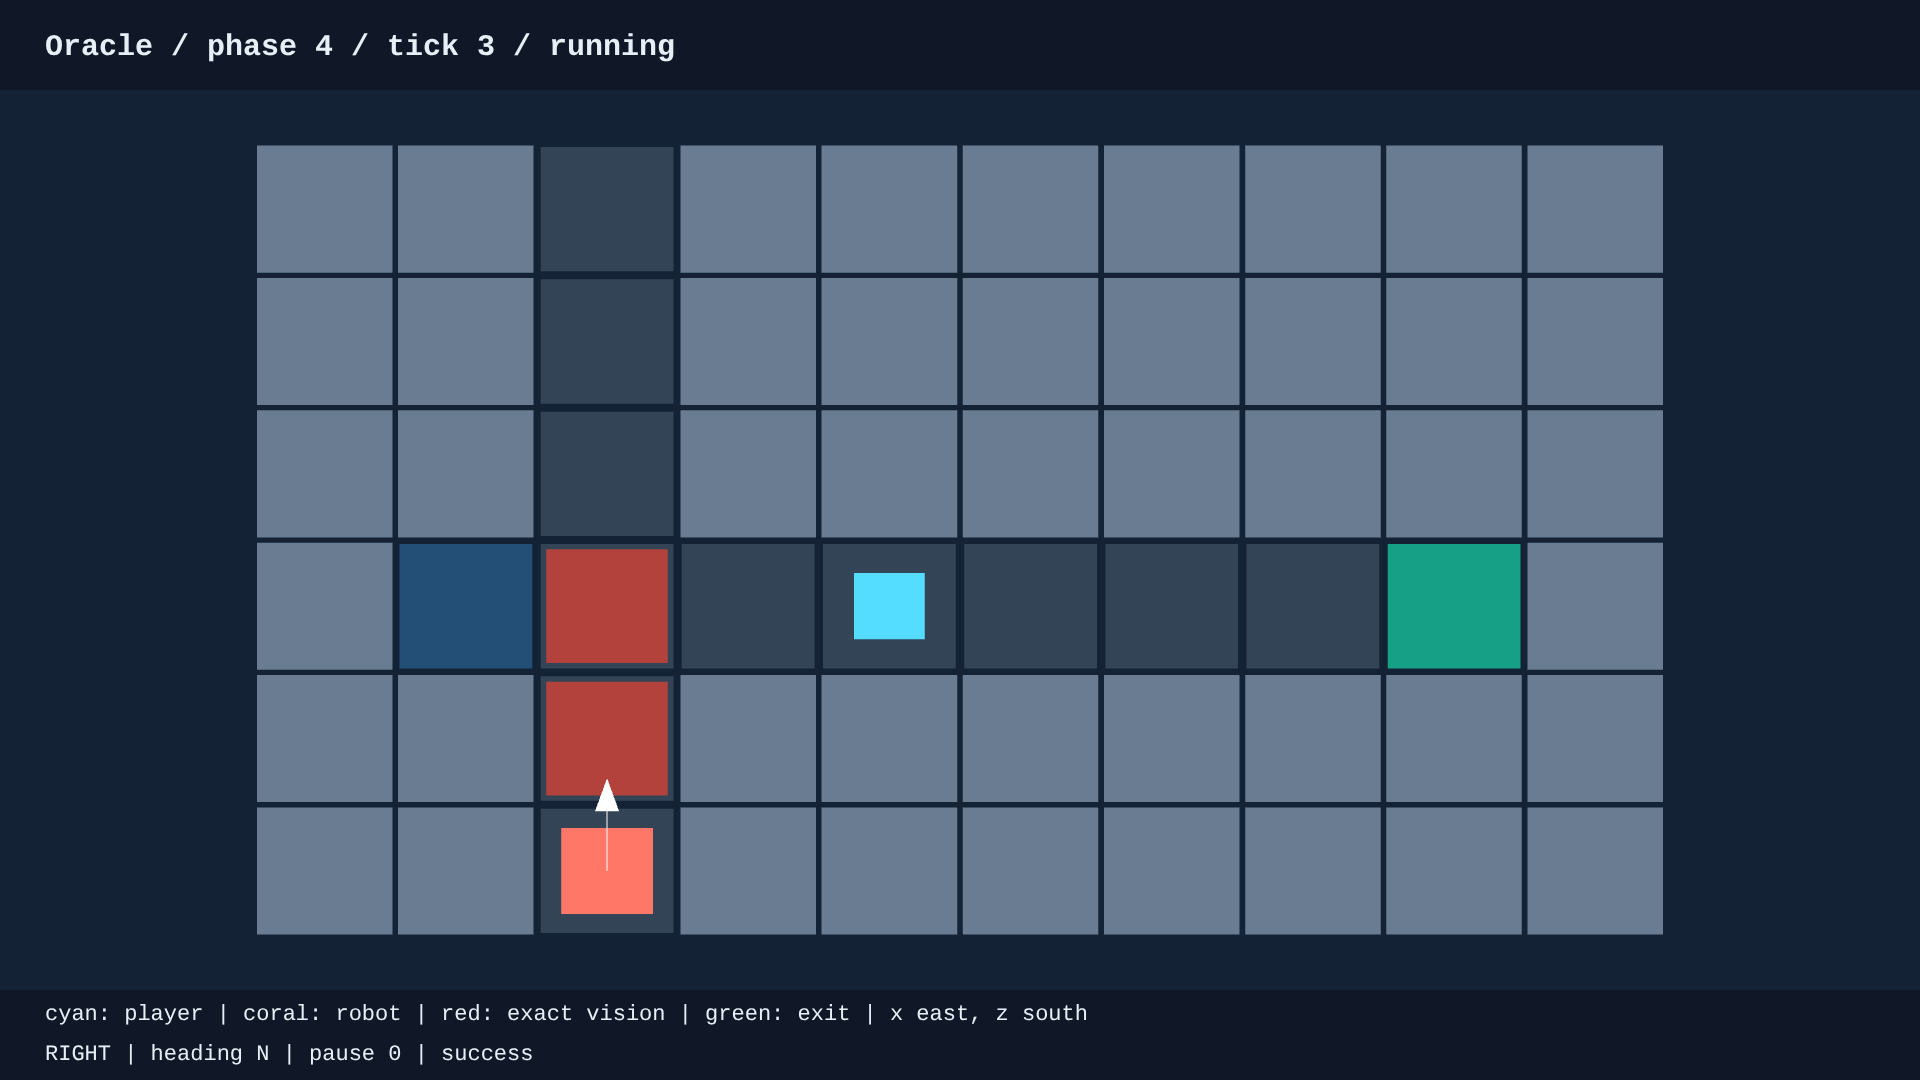 Oracle / phase 4 / tick 3 / running
cyan: player | coral: robot | red: exact vision | green: exit | x east, z south
RIGHT | heading N | pause 0 | success